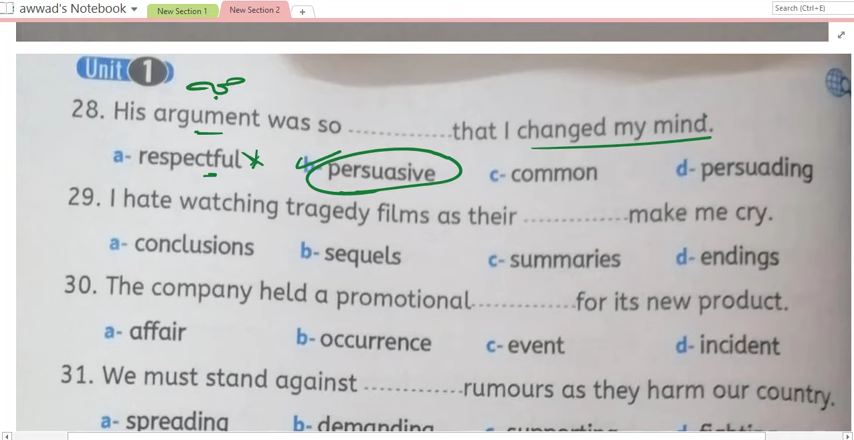 awwad's Notebook
New Section 1
New Section 2
+
Search (Ctrl+E)
Unit 1
28. His argument was so ............that I changed my mind.
a- respectful b- persuasive c- common d- persuading
29. I hate watching tragedy films as their ............make me cry.
a- conclusions b- sequels c- summaries d- endings
30. The company held a promotional............for its new product.
a- affair b- occurrence c- event d- incident
31. We must stand against ............rumours as they harm our country.
a- spreading b- demanding